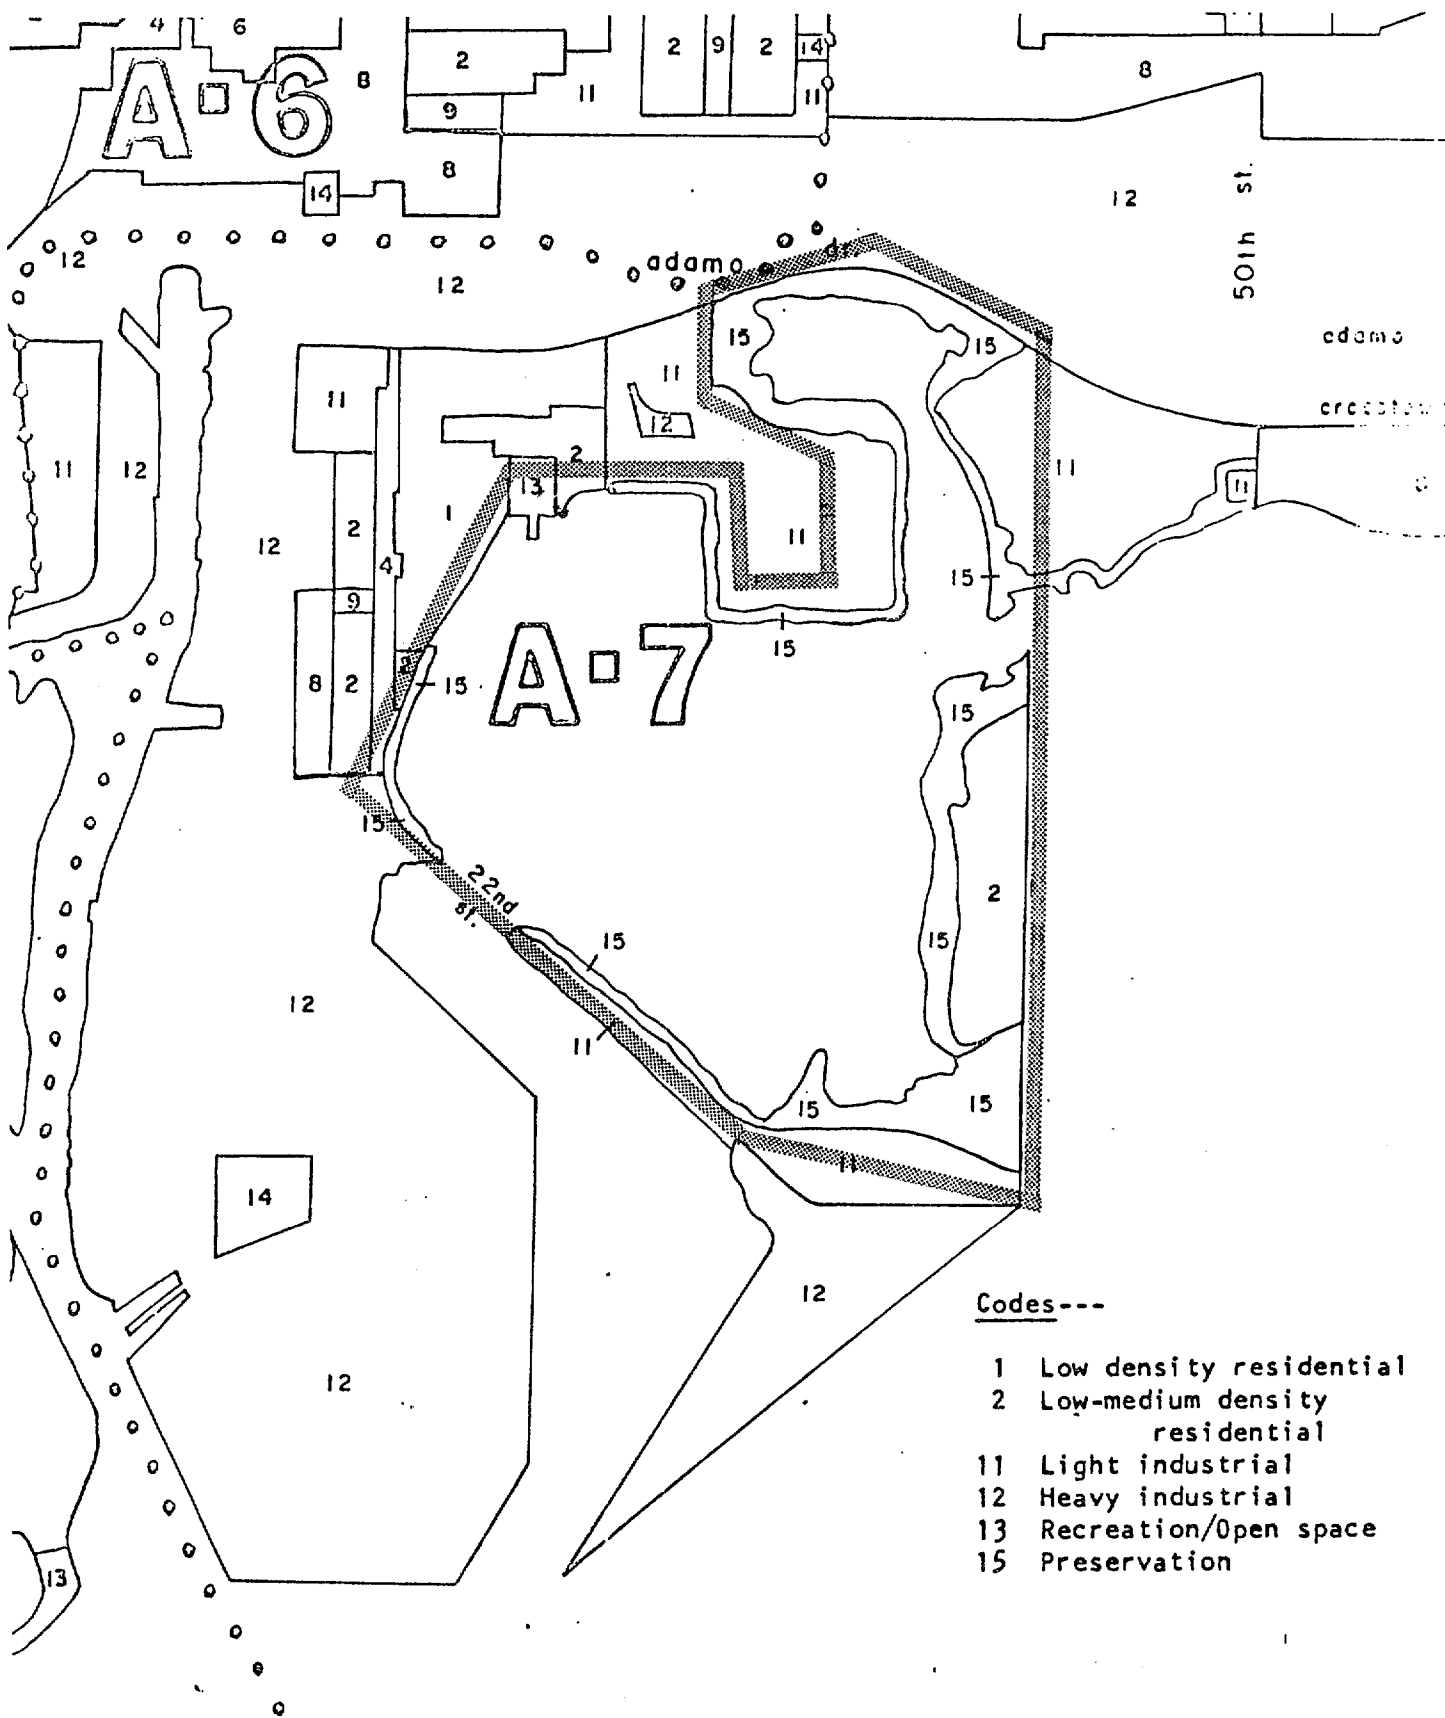 4 6
2 2 9 2 14
8 8
A-6 11 11
9
8
14 12
50th st.
12 adamo dr.
12
15 15 adamo
11
11 12
11 12 2 11
13 11
1
2 11
12 4 15
9
15
A-7
8 2 2 15
15
15
22nd st. 2
15 15
12
11
15 15
11
14
12
12
13
Codes---
1 Low density residential
2 Low-medium density
residential
11 Light industrial
12 Heavy industrial
13 Recreation/Open space
15 Preservation